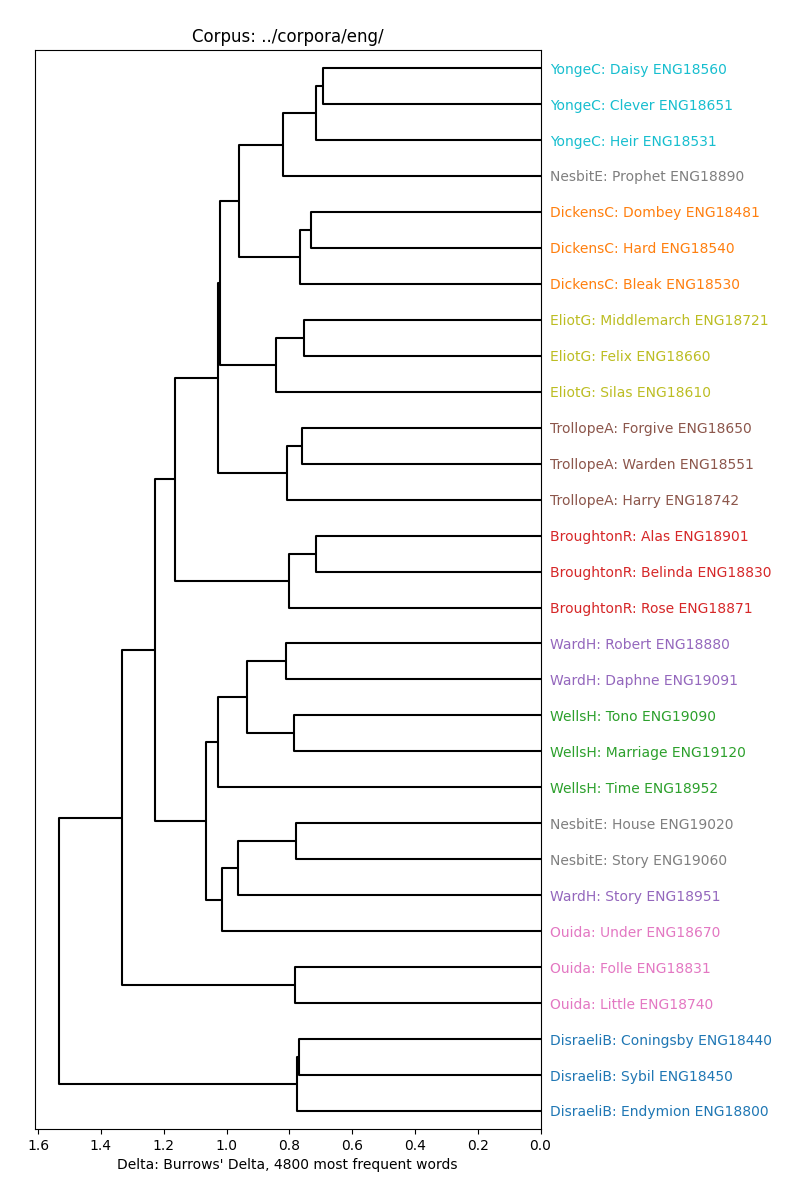 Corpus: ../corpora/eng/
YongeC: Daisy ENG18560
YongeC: Clever ENG18651
YongeC: Heir ENG18531
NesbitE: Prophet ENG18890
DickensC: Dombey ENG18481
DickensC: Hard ENG18540
DickensC: Bleak ENG18530
EliotG: Middlemarch ENG18721
EliotG: Felix ENG18660
EliotG: Silas ENG18610
TrollopeA: Forgive ENG18650
TrollopeA: Warden ENG18551
TrollopeA: Harry ENG18742
BroughtonR: Alas ENG18901
BroughtonR: Belinda ENG18830
BroughtonR: Rose ENG18871
WardH: Robert ENG18880
WardH: Daphne ENG19091
WellsH: Tono ENG19090
WellsH: Marriage ENG19120
WellsH: Time ENG18952
NesbitE: House ENG19020
NesbitE: Story ENG19060
WardH: Story ENG18951
Ouida: Under ENG18670
Ouida: Folle ENG18831
Ouida: Little ENG18740
DisraeliB: Coningsby ENG18440
DisraeliB: Sybil ENG18450
DisraeliB: Endymion ENG18800
1.6 1.4 1.2 1.0 0.8 0.6 0.4 0.2 0.0
Delta: Burrows' Delta, 4800 most frequent words